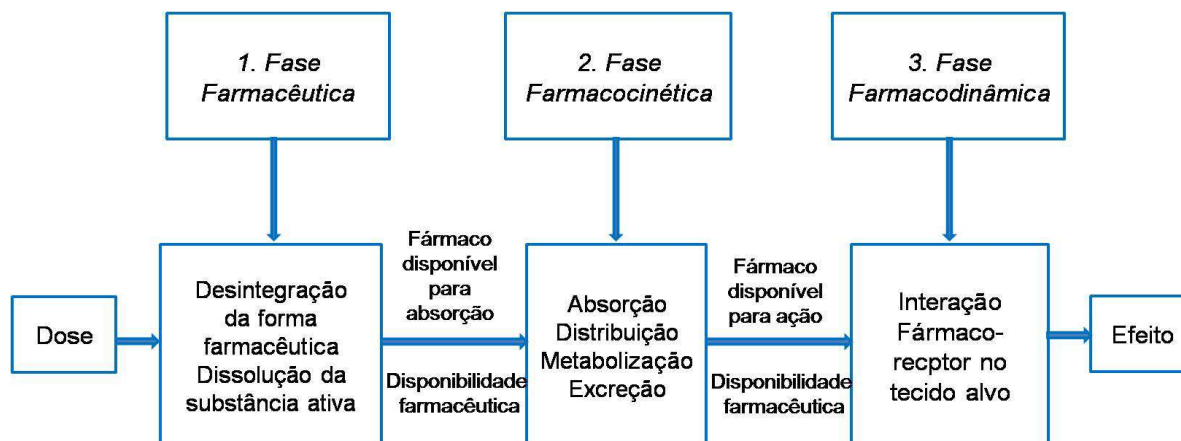 1. Fase
Farmacêutica
2. Fase
Farmacocinética
3. Fase
Farmacodinâmica
Dose
Desintegração
da forma
farmacêutica
Dissolução da
substância ativa
Fármaco
disponível
para
absorção
Disponibilidade
farmacêutica
Absorção
Distribuição
Metabolização
Excreção
Fármaco
disponível
para ação
Disponibilidade
farmacêutica
Interação
Fármaco-
recptor no
tecido alvo
Efeito